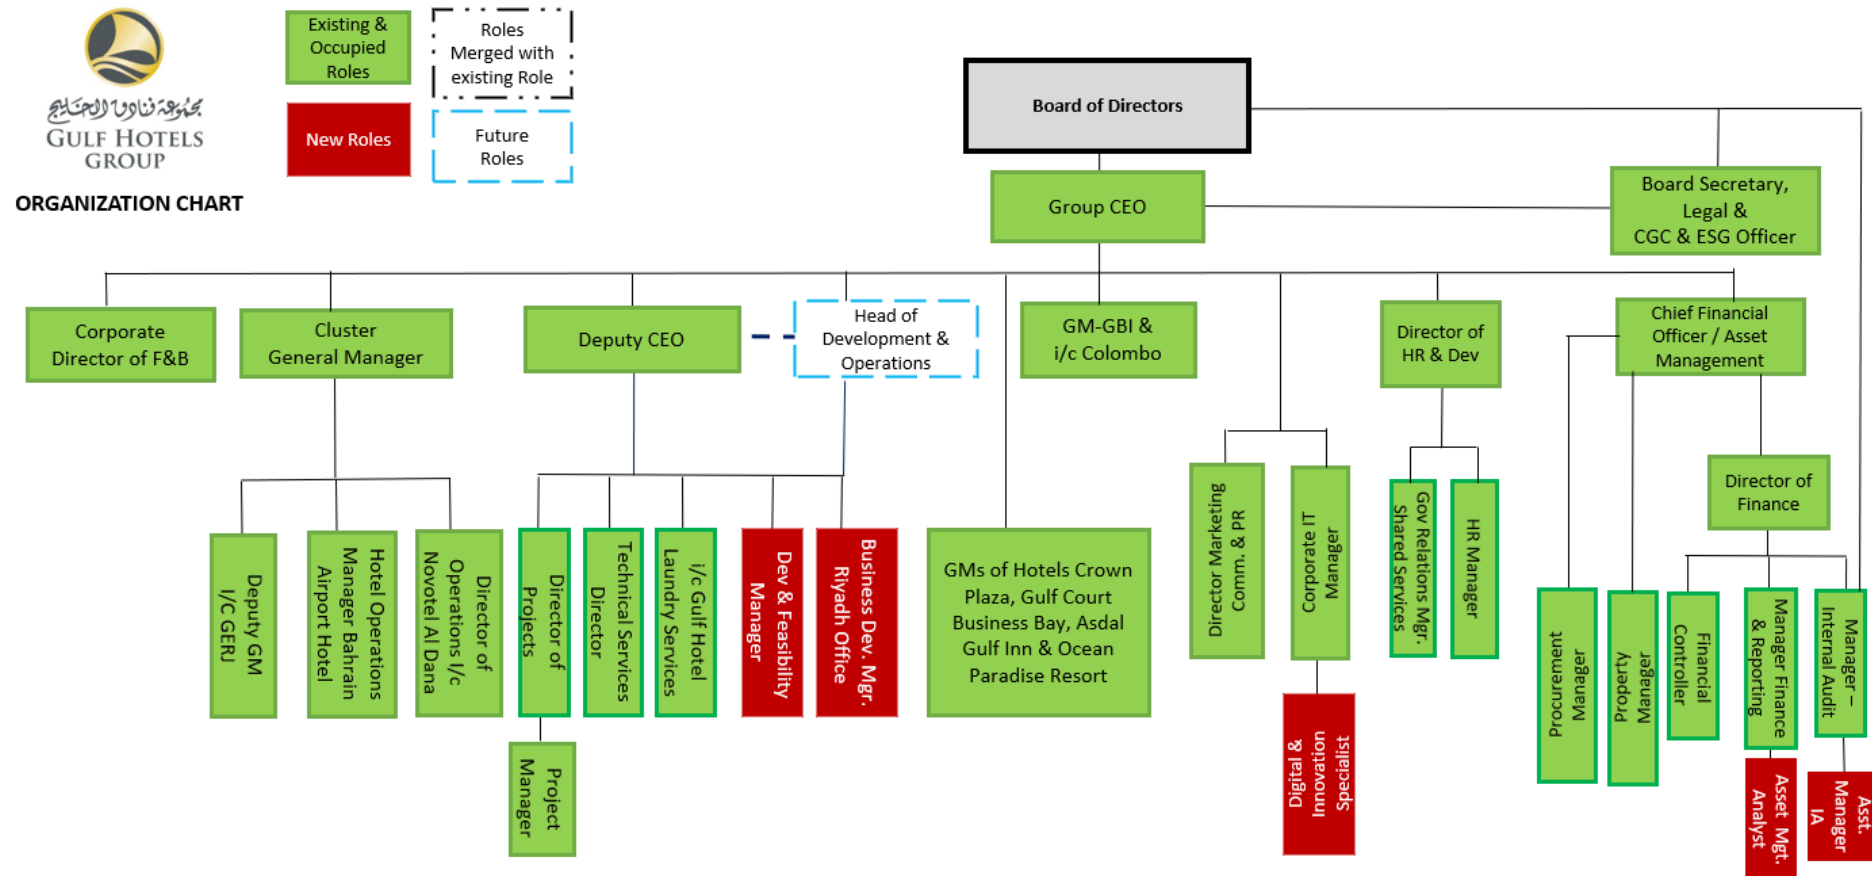 Existing &
Occupied
Roles
Roles
Merged with
existing Role
New Roles
Future
Roles
مجموعة فنادق الخليج
GULF HOTELS
GROUP
ORGANIZATION CHART
Board of Directors
Group CEO
Board Secretary,
Legal &
CGC & ESG Officer
Corporate
Director of F&B
Cluster
General Manager
Deputy CEO
Head of
Development &
Operations
GM-GBI &
i/c Colombo
Director of
HR & Dev
Chief Financial
Officer / Asset
Management
Deputy GM
I/C GERJ
Hotel Operations
Manager Bahrain
Airport Hotel
Director of
Operations I/c
Novotel Al Dana
Director of
Projects
Technical Services
Director
i/c Gulf Hotel
Laundry Services
Dev & Feasibility
Manager
Business Dev. Mgr.
Riyadh Office
GMs of Hotels Crown
Plaza, Gulf Court
Business Bay, Asdal
Gulf Inn & Ocean
Paradise Resort
Director Marketing
Comm. & PR
Corporate IT
Manager
Gov Relations Mgr.
Shared Services
HR Manager
Director of
Finance
Procurement
Manager
Property
Manager
Financial
Controller
Manager Finance
& Reporting
Manager –
Internal Audit
Project
Manager
Digital &
Innovation
Specialist
Asset Mgt.
Analyst
Asst.
Manager
IA